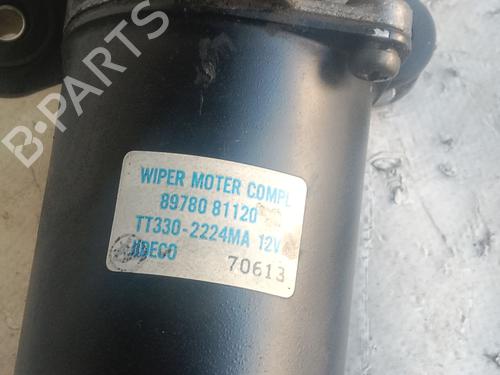 B-PARTS
WIPER MOTER COMPL
89780 81120
TT330-2224MA 12V
JIDECO
70613